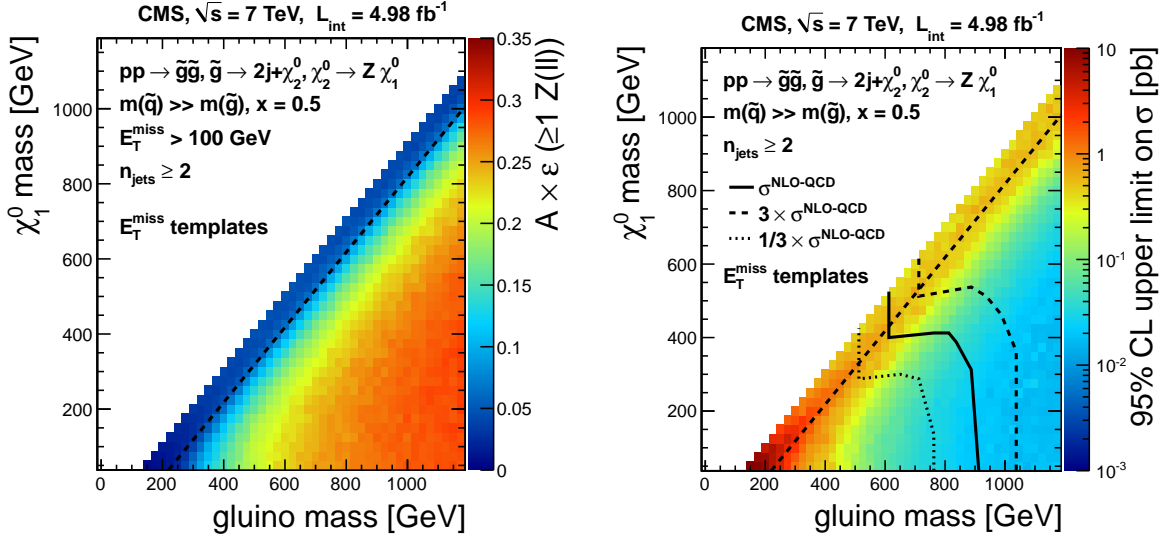 CMS, √s = 7 TeV, L_int = 4.98 fb⁻¹
pp → g̃g̃, g̃ → 2j+χ₂⁰, χ₂⁰ → Z χ₁⁰
m(q̃) >> m(g̃), x = 0.5
E_T^miss > 100 GeV
n_jets ≥ 2
E_T^miss templates
χ₁⁰ mass [GeV]
1000
800
600
400
200
0 200 400 600 800 1000
gluino mass [GeV]
0.35
0.3
0.25
0.2
0.15
0.1
0.05
0
A × ε (≥1 Z(ll))
CMS, √s = 7 TeV, L_int = 4.98 fb⁻¹
pp → g̃g̃, g̃ → 2j+χ₂⁰, χ₂⁰ → Z χ₁⁰
m(q̃) >> m(g̃), x = 0.5
n_jets ≥ 2
σ^NLO-QCD
3 × σ^NLO-QCD
1/3 × σ^NLO-QCD
E_T^miss templates
χ₁⁰ mass [GeV]
1000
800
600
400
200
0 200 400 600 800 1000
gluino mass [GeV]
10
1
10⁻¹
10⁻²
10⁻³
95% CL upper limit on σ [pb]